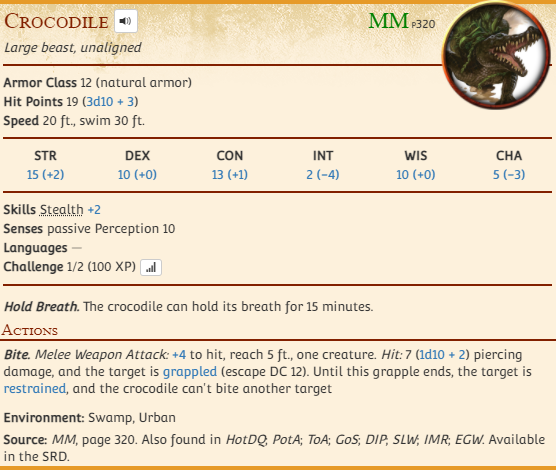 Crocodile
MM p320
Large beast, unaligned
Armor Class 12 (natural armor)
Hit Points 19 (3d10 + 3)
Speed 20 ft., swim 30 ft.
STR DEX CON INT WIS CHA
15 (+2) 10 (+0) 13 (+1) 2 (−4) 10 (+0) 5 (−3)
Skills Stealth +2
Senses passive Perception 10
Languages —
Challenge 1/2 (100 XP)
Hold Breath. The crocodile can hold its breath for 15 minutes.
Actions
Bite. Melee Weapon Attack: +4 to hit, reach 5 ft., one creature. Hit: 7 (1d10 + 2) piercing
damage, and the target is grappled (escape DC 12). Until this grapple ends, the target is
restrained, and the crocodile can't bite another target
Environment: Swamp, Urban
Source: MM, page 320. Also found in HotDQ; PotA; ToA; GoS; DIP; SLW; IMR; EGW. Available
in the SRD.